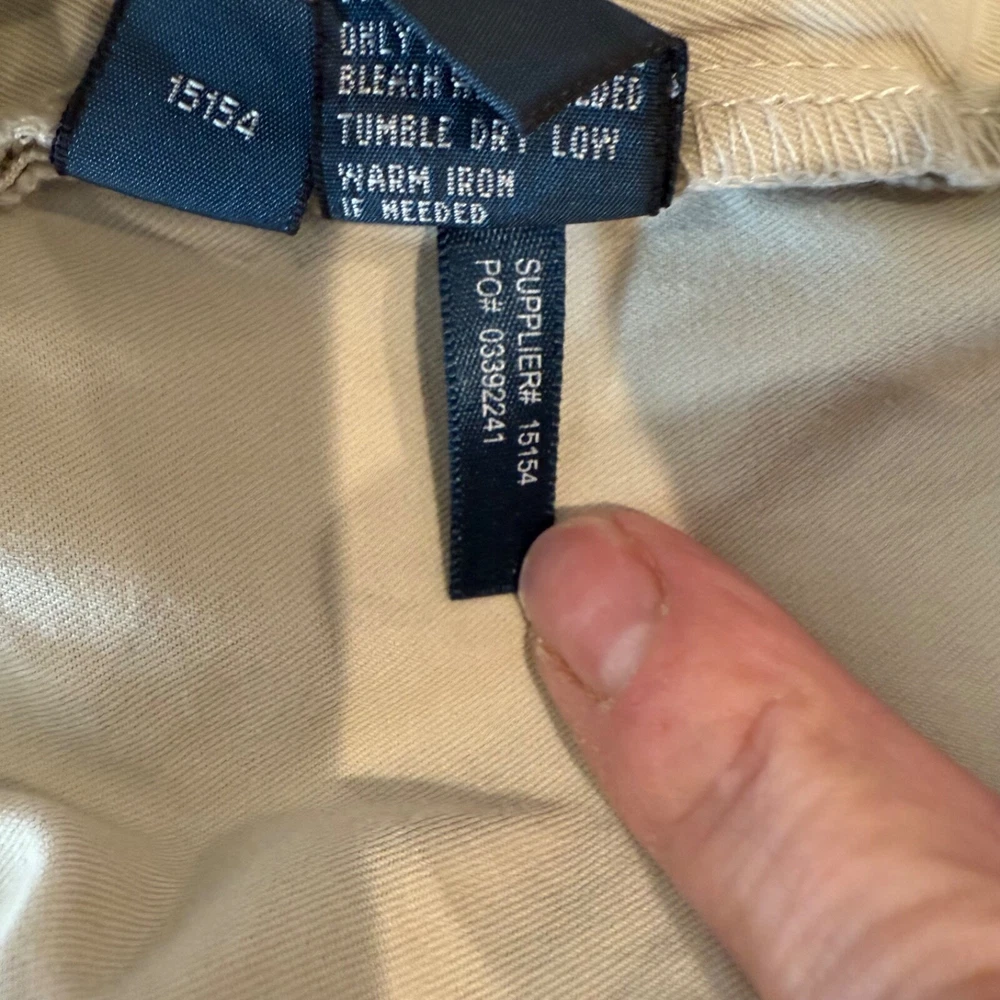 15154
ONLY
BLEACH
TUMBLE DRY LOW
WARM IRON
IF NEEDED
SUPPLIER# 15154
PO# 03392241